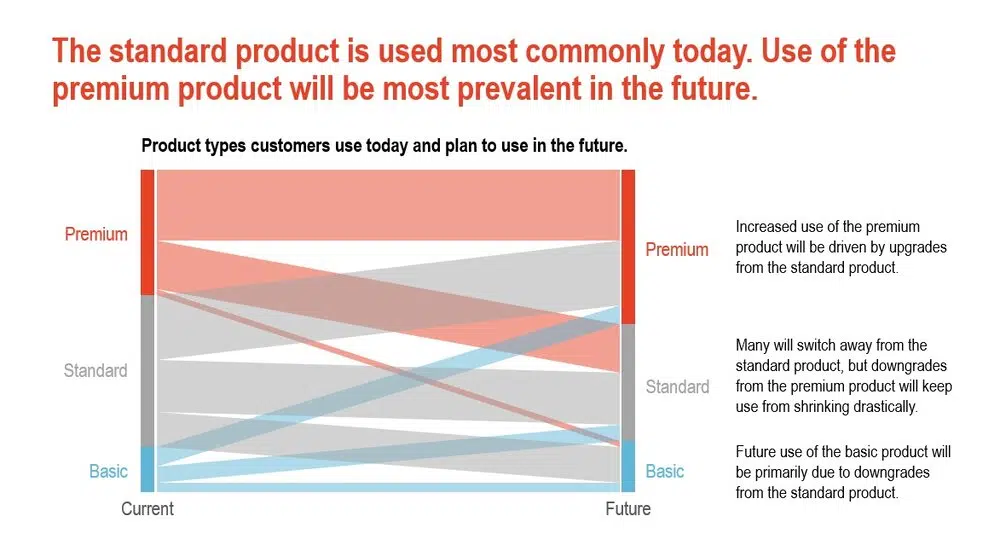 The standard product is used most commonly today. Use of the
premium product will be most prevalent in the future.
Product types customers use today and plan to use in the future.
Premium
Standard
Basic
Current
Premium
Standard
Basic
Future
Increased use of the premium
product will be driven by upgrades
from the standard product.
Many will switch away from the
standard product, but downgrades
from the premium product will keep
use from shrinking drastically.
Future use of the basic product will
be primarily due to downgrades
from the standard product.